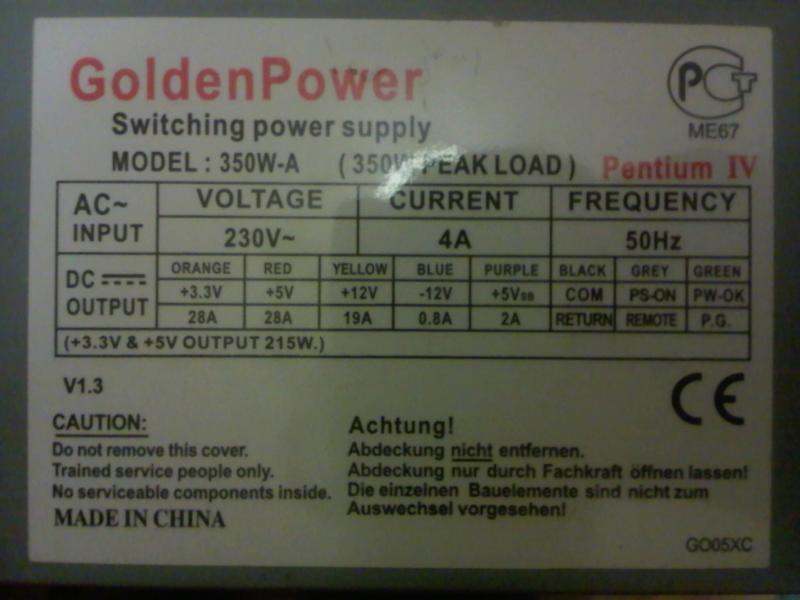 GoldenPower
Switching power supply
MODEL : 350W-A ( 350W PEAK LOAD ) Pentium IV
PCT
ME67
AC~ INPUT
VOLTAGE CURRENT FREQUENCY
230V~ 4A 50Hz
DC OUTPUT
ORANGE RED YELLOW BLUE PURPLE BLACK GREY GREEN
+3.3V +5V +12V -12V +5VSB COM PS-ON PW-OK
28A 28A 19A 0.8A 2A RETURN REMOTE P.G.
(+3.3V & +5V OUTPUT 215W.)
V1.3
CE
CAUTION:
Do not remove this cover.
Trained service people only.
No serviceable components inside.
MADE IN CHINA
Achtung!
Abdeckung nicht entfernen.
Abdeckung nur durch Fachkraft öffnen lassen!
Die einzelnen Bauelemente sind nicht zum
Auswechsel vorgesehen!
GO05XC